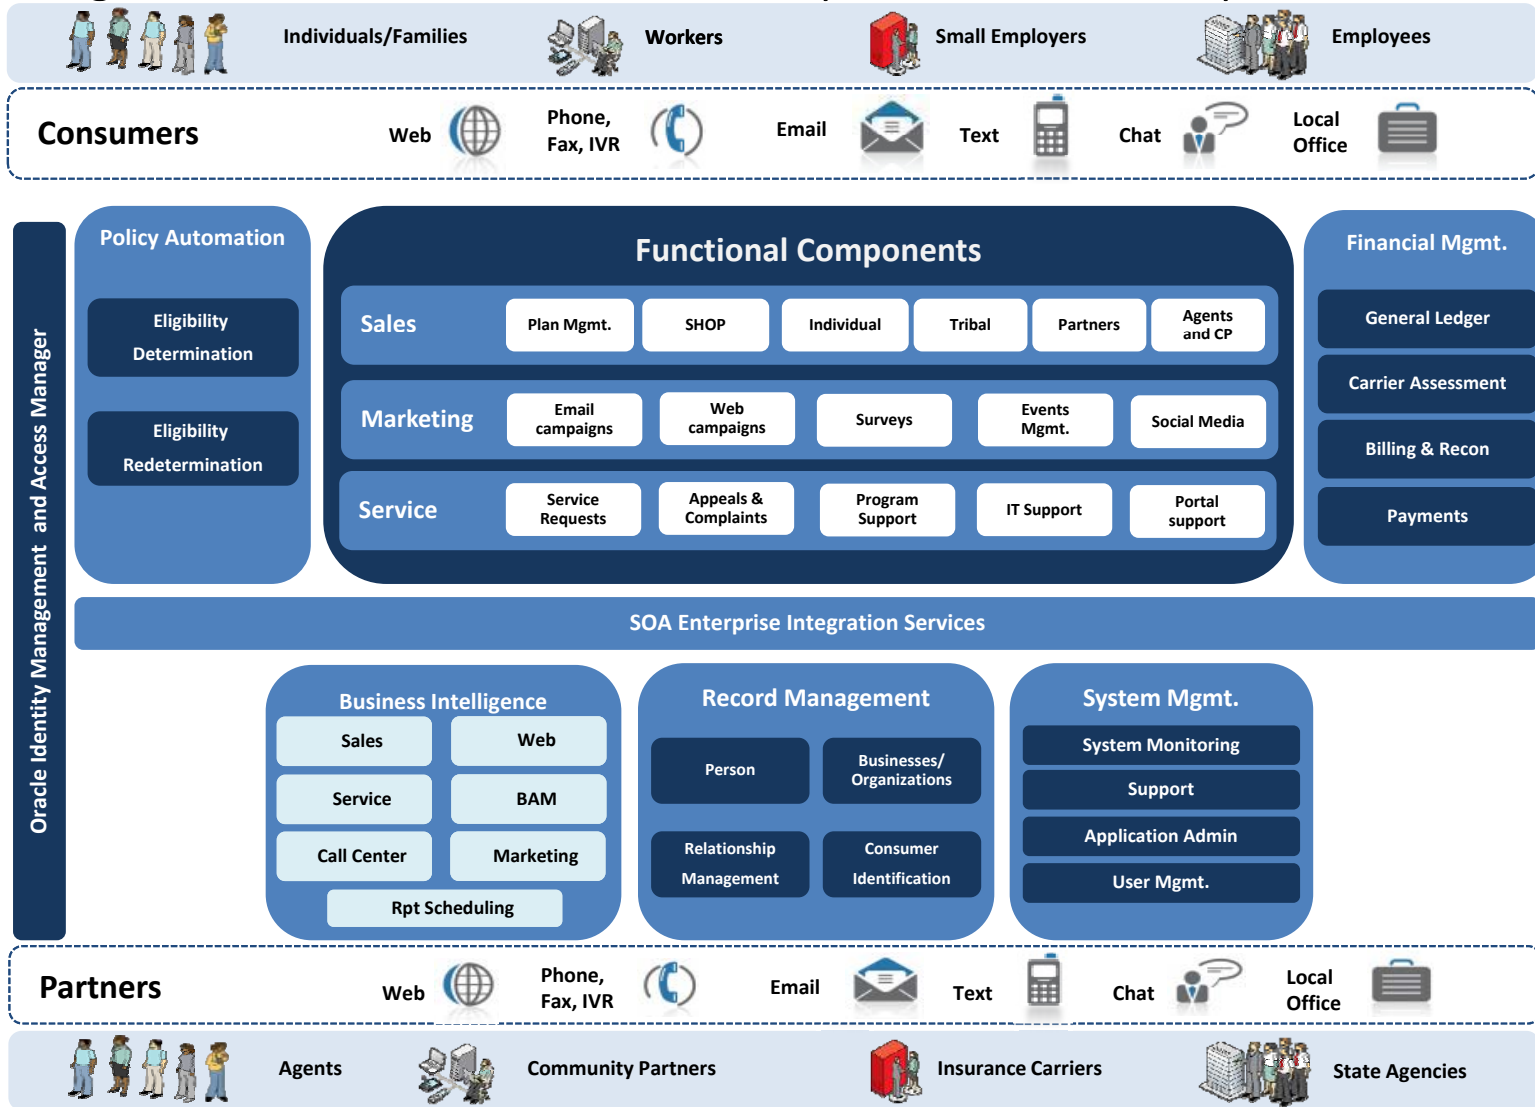 Individuals/Families
Workers
Small Employers
Employees
Consumers
Web
Phone,
Fax, IVR
Email
Text
Chat
Local
Office
Oracle Identity Management and Access Manager
Policy Automation
Eligibility
Determination
Eligibility
Redetermination
Functional Components
Sales
Plan Mgmt.
SHOP
Individual
Tribal
Partners
Agents
and CP
Marketing
Email
campaigns
Web
campaigns
Surveys
Events
Mgmt.
Social Media
Service
Service
Requests
Appeals &
Complaints
Program
Support
IT Support
Portal
support
Financial Mgmt.
General Ledger
Carrier Assessment
Billing & Recon
Payments
SOA Enterprise Integration Services
Business Intelligence
Sales
Web
Service
BAM
Call Center
Marketing
Rpt Scheduling
Record Management
Person
Businesses/
Organizations
Relationship
Management
Consumer
Identification
System Mgmt.
System Monitoring
Support
Application Admin
User Mgmt.
Partners
Web
Phone,
Fax, IVR
Email
Text
Chat
Local
Office
Agents
Community Partners
Insurance Carriers
State Agencies